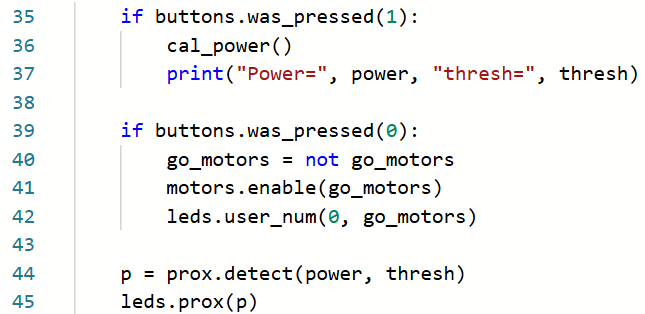 35 if buttons.was_pressed(1):
36 cal_power()
37 print("Power=", power, "thresh=", thresh)
38
39 if buttons.was_pressed(0):
40 go_motors = not go_motors
41 motors.enable(go_motors)
42 leds.user_num(0, go_motors)
43
44 p = prox.detect(power, thresh)
45 leds.prox(p)